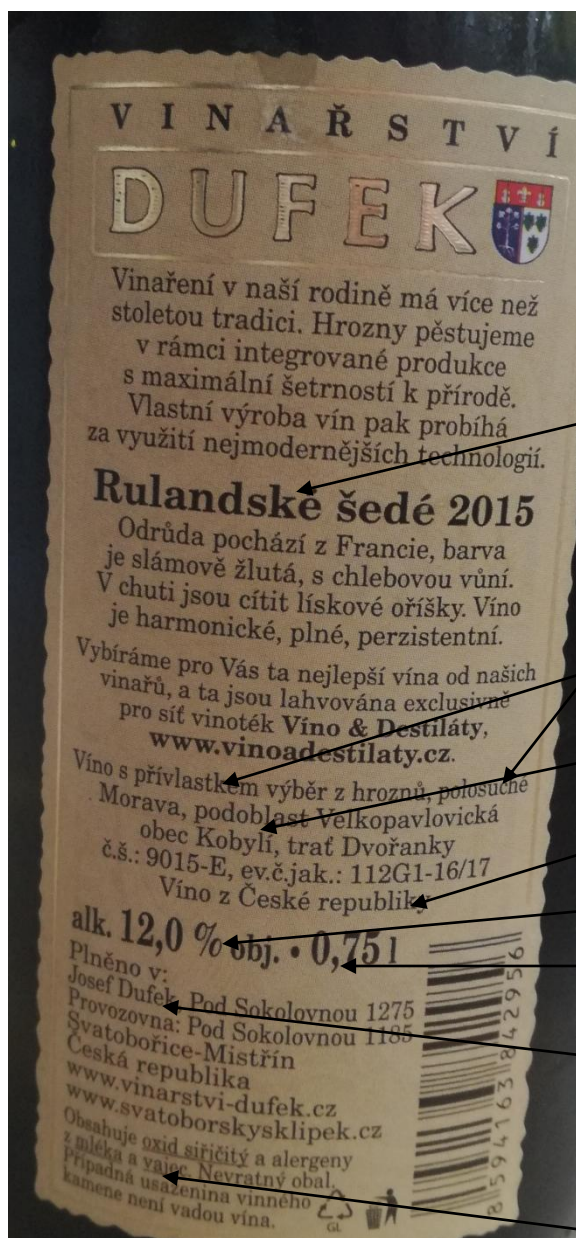 VINAŘSTVÍ
DUFEK
Vinaření v naší rodině má více než
stoletou tradici. Hrozny pěstujeme
v rámci integrované produkce
s maximální šetrností k přírodě.
Vlastní výroba vín pak probíhá
za využití nejmodernějších technologií.
Rulandské šedé 2015
Odrůda pochází z Francie, barva
je slámově žlutá, s chlebovou vůní.
V chuti jsou cítit lískové oříšky. Víno
je harmonické, plné, perzistentní.
Vybíráme pro Vás ta nejlepší vína od našich
vinařů, a ta jsou lahvována exclusivně
pro síť vinoték Víno & Destiláty,
www.vinoadestilaty.cz.
Víno s přívlastkem výběr z hroznů, polosuché
Morava, podoblast Velkopavlovická
obec Kobylí, trať Dvořanky
č.š.: 9015-E, ev.č.jak.: 112G1-16/17
Víno z České republiky
alk. 12,0 % obj. • 0,75 l
Plněno v:
Josef Dufek, Pod Sokolovnou 1275
Provozovna: Pod Sokolovnou 1185
Svatobořice-Mistřín
Česká republika
www.vinarstvi-dufek.cz
www.svatoborskysklipek.cz
Obsahuje oxid siřičitý a alergeny
z mléka a vajec. Nevratný obal.
Případná usazenina vinného
kamene není vadou vína.
GL
8594163842956